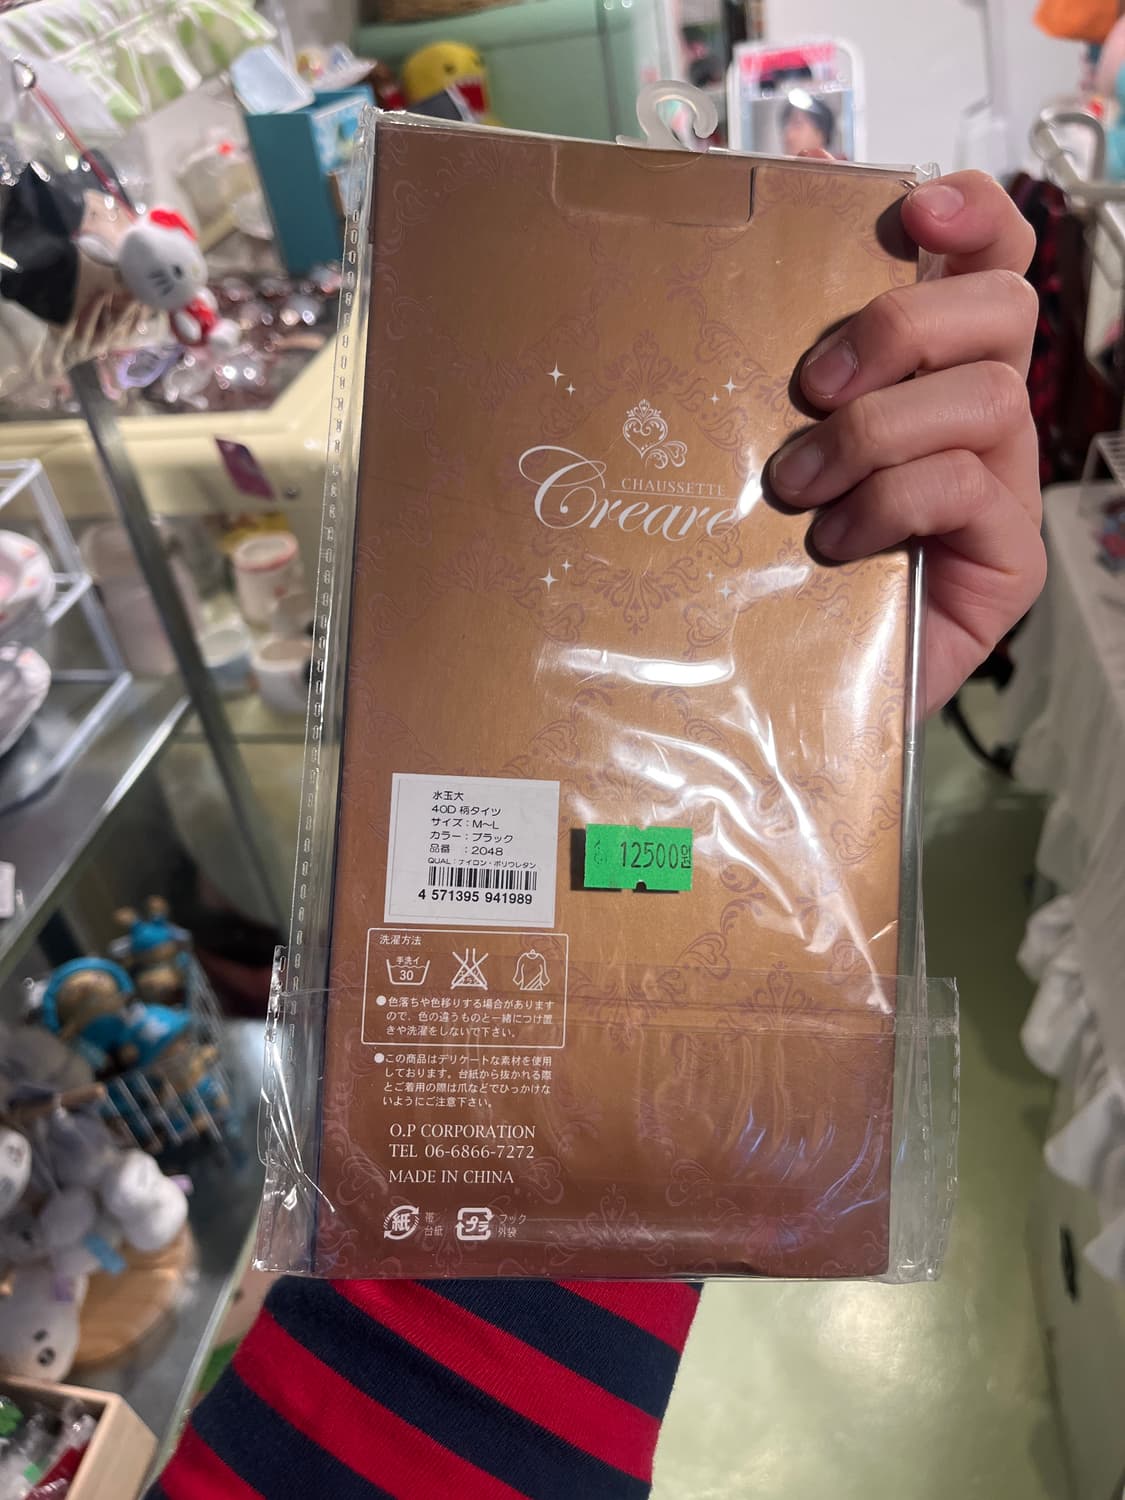 CHAUSSETTE
Creare
水玉大
40D 柄タイツ
サイズ：M～L
カラー：ブラック
品番　：2048
QUAL：ナイロン・ポリウレタン
4 571395 941989
12500원
洗濯方法
手洗イ
30
●色落ちや色移りする場合があります
ので、色の違うものと一緒につけ置
きや洗濯をしないで下さい。
●この商品はデリケートな素材を使用
しております。台紙から抜かれる際
とご着用の際は爪などでひっかけな
いようにご注意下さい。
O.P CORPORATION
TEL 06-6866-7272
MADE IN CHINA
紙
台紙
プラ
フック
外袋